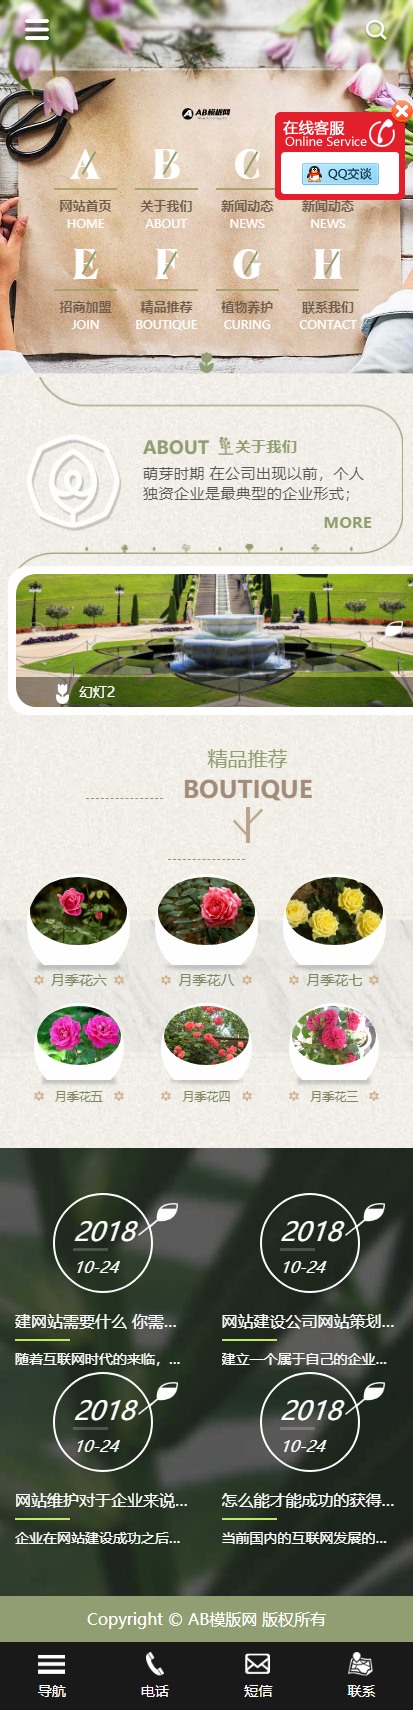 AB模板网
在线客服
Online Service
QQ交谈
A B C
网站首页 关于我们 新闻动态 新闻动态
HOME ABOUT NEWS NEWS
E F G H
招商加盟 精品推荐 植物养护 联系我们
JOIN BOUTIQUE CURING CONTACT
ABOUT 关于我们
萌芽时期 在公司出现以前，个人
独资企业是最典型的企业形式；
MORE
幻灯2
精品推荐
BOUTIQUE
月季花六 月季花八 月季花七
月季花五 月季花四 月季花三
2018 2018
10-24 10-24
建网站需要什么 你需... 网站建设公司网站策划...
随着互联网时代的来临，... 建立一个属于自己的企业...
2018 2018
10-24 10-24
网站维护对于企业来说... 怎么能才能成功的获得...
企业在网站建设成功之后... 当前国内的互联网发展的...
Copyright © AB模版网 版权所有
导航 电话 短信 联系